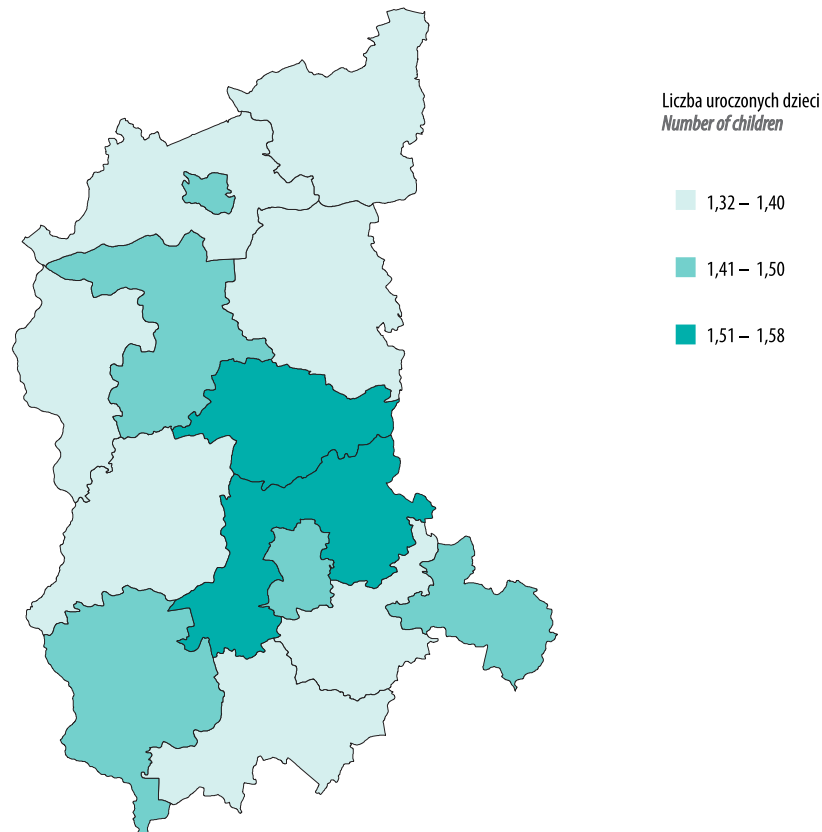 Liczba uroczonych dzieci
Number of children
1,32 – 1,40
1,41 – 1,50
1,51 – 1,58